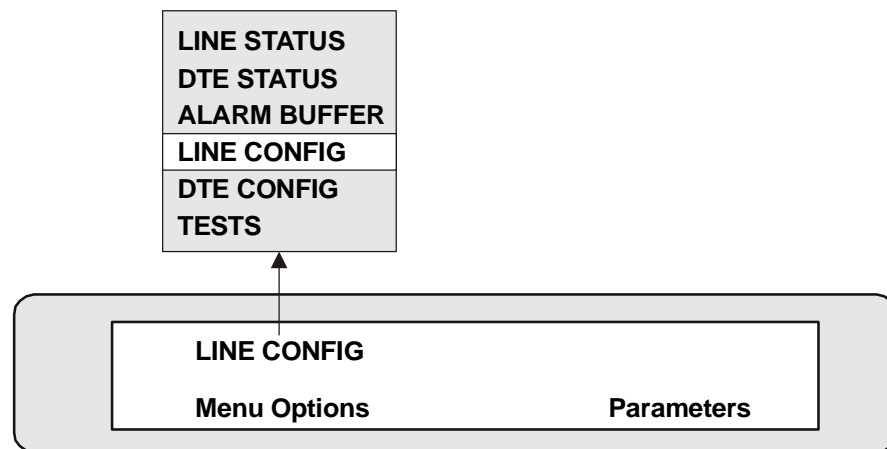 LINE STATUS
DTE STATUS
ALARM BUFFER
LINE CONFIG
DTE CONFIG
TESTS
LINE CONFIG
Menu Options Parameters